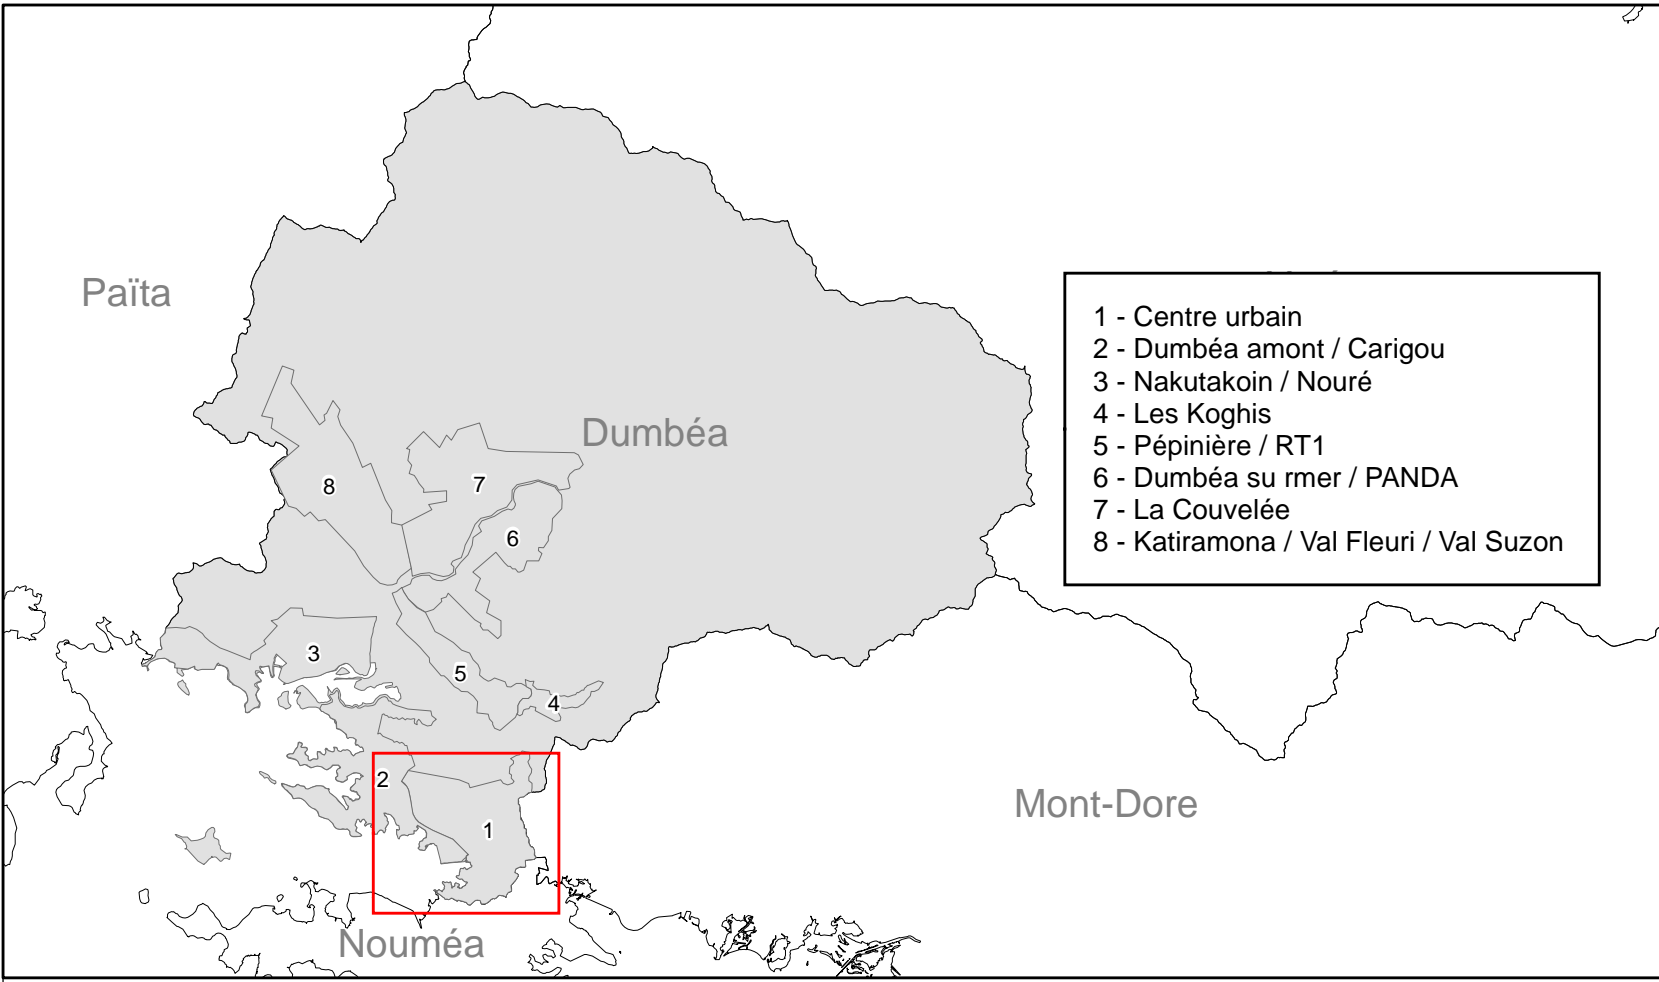 Païta
Dumbéa
1 - Centre urbain
2 - Dumbéa amont / Carigou
3 - Nakutakoin / Nouré
4 - Les Koghis
5 - Pépinière / RT1
6 - Dumbéa su rmer / PANDA
7 - La Couvelée
8 - Katiramona / Val Fleuri / Val Suzon
8
7
6
3
5
4
2
1
Mont-Dore
Nouméa